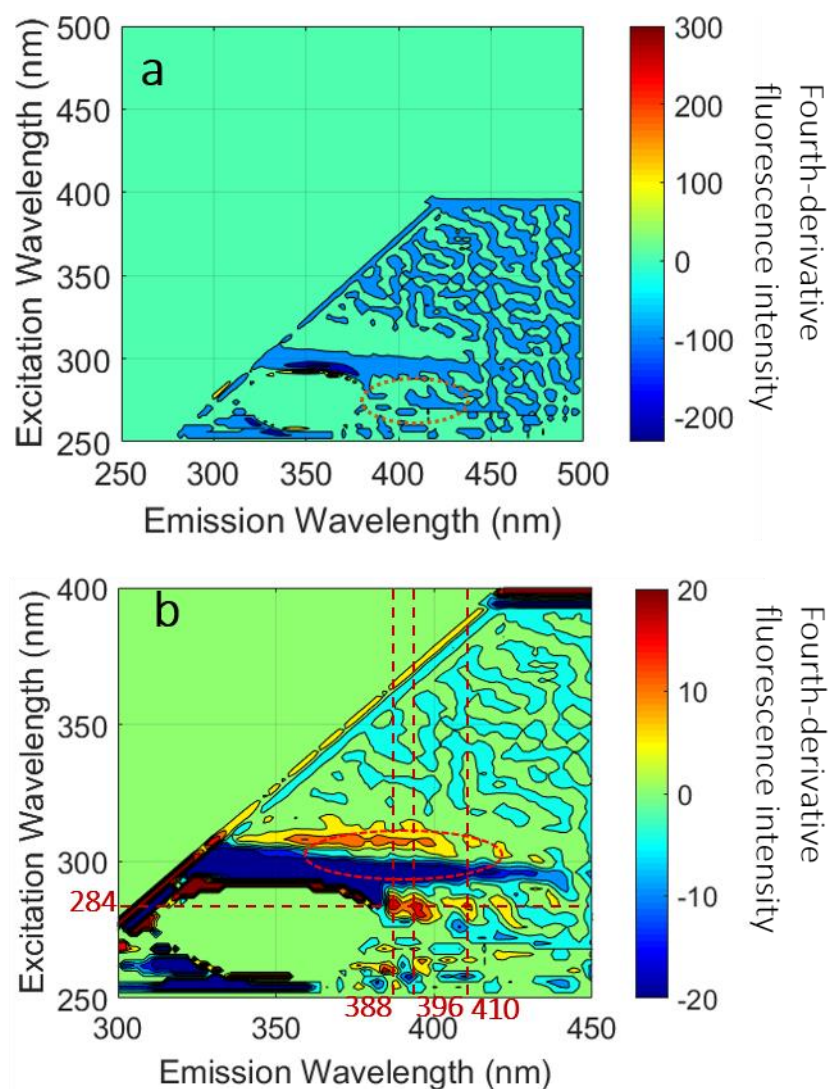 a
500
450
400
350
300
250
250 300 350 400 450 500
Excitation Wavelength (nm)
Emission Wavelength (nm)
300
200
100
0
-100
-200
Fourth-derivative
fluorescence intensity
b
400
350
300
284
250
300 350 400 450
388 396 410
Excitation Wavelength (nm)
Emission Wavelength (nm)
20
10
0
-10
-20
Fourth-derivative
fluorescence intensity